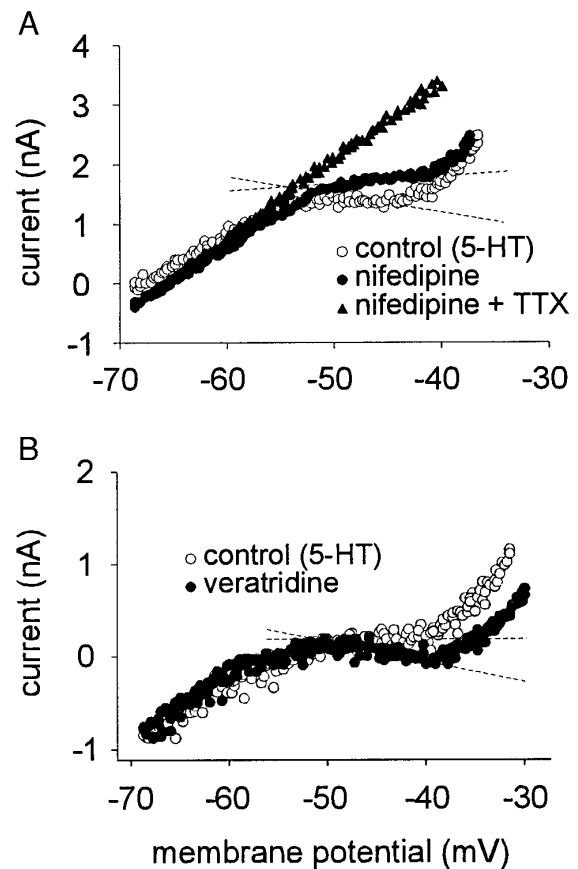 A
4
3
2
1
0
-1
current (nA)
○ control (5-HT)
● nifedipine
▲ nifedipine + TTX
-70 -60 -50 -40 -30
B
2
1
0
-1
current (nA)
○ control (5-HT)
● veratridine
-70 -60 -50 -40 -30
membrane potential (mV)